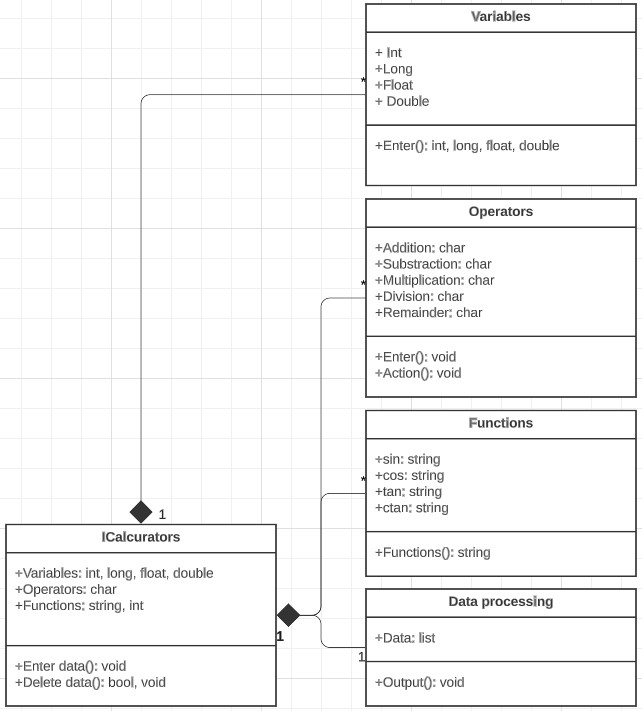 Variables
+ Int
+Long
+Float
+ Double
*
+Enter(): int, long, float, double
Operators
+Addition: char
+Substraction: char
+Multiplication: char
*
+Division: char
+Remainder: char
+Enter(): void
+Action(): void
Functions
+sin: string
+cos: string
*
+tan: string
+ctan: string
1
ICalcurators
+Functions(): string
+Variables: int, long, float, double
+Operators: char
+Functions: string, int
Data processing
1
+Data: list
1
+Enter data(): void
+Delete data(): bool, void
+Output(): void